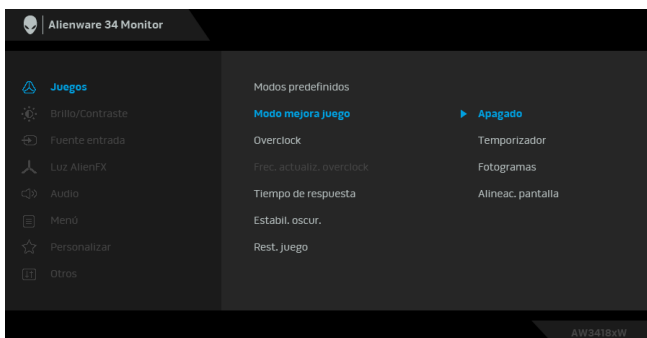 Alienware 34 Monitor
Juegos
Brillo/Contraste
Fuente entrada
Luz AlienFX
Audio
Menú
Personalizar
Otros
Modos predefinidos
Modo mejora juego
Overclock
Frec. actualiz. overclock
Tiempo de respuesta
Estabil. oscur.
Rest. juego
Apagado
Temporizador
Fotogramas
Alineac. pantalla
AW3418xW